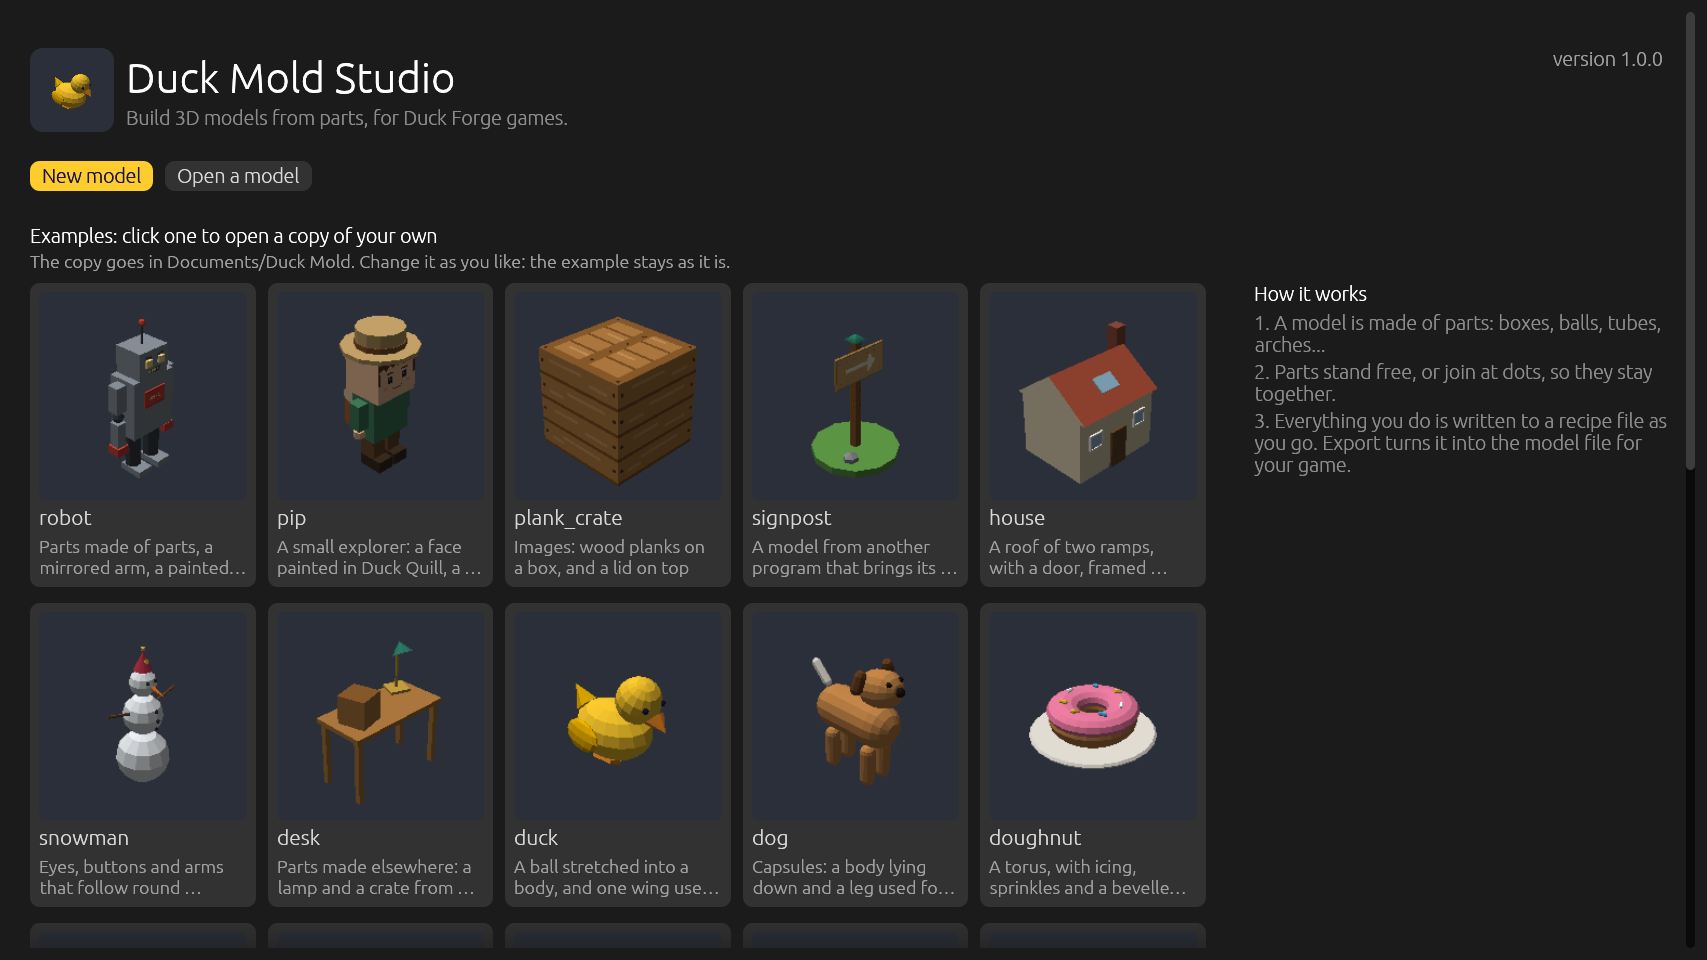 Duck Mold Studio
Build 3D models from parts, for Duck Forge games.
version 1.0.0
New model
Open a model
Examples: click one to open a copy of your own
The copy goes in Documents/Duck Mold. Change it as you like: the example stays as it is.
robot
Parts made of parts, a
mirrored arm, a painted…
pip
A small explorer: a face
painted in Duck Quill, a …
plank_crate
Images: wood planks on
a box, and a lid on top
signpost
A model from another
program that brings its …
house
A roof of two ramps,
with a door, framed …
How it works
1. A model is made of parts: boxes, balls, tubes,
arches...
2. Parts stand free, or join at dots, so they stay
together.
3. Everything you do is written to a recipe file as
you go. Export turns it into the model file for
your game.
snowman
Eyes, buttons and arms
that follow round …
desk
Parts made elsewhere: a
lamp and a crate from …
duck
A ball stretched into a
body, and one wing use…
dog
Capsules: a body lying
down and a leg used fo…
doughnut
A torus, with icing,
sprinkles and a bevelle…